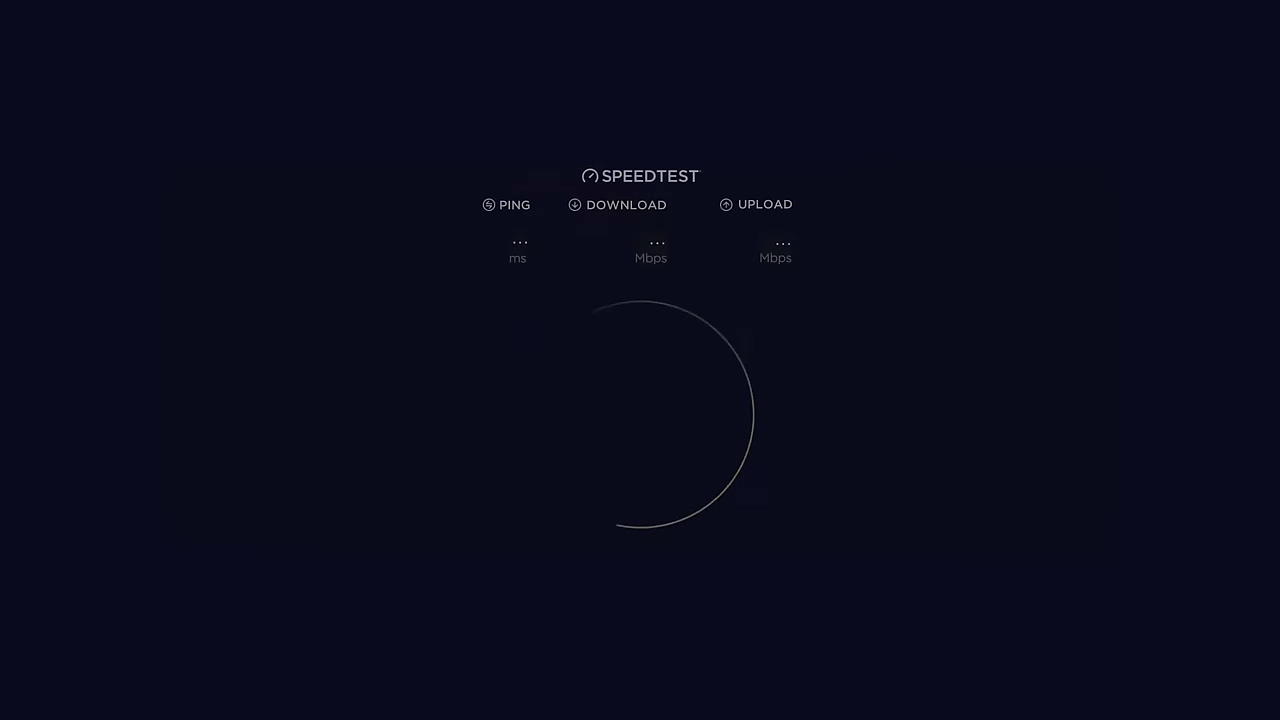 SPEEDTEST
PING DOWNLOAD UPLOAD
... ... ...
ms Mbps Mbps